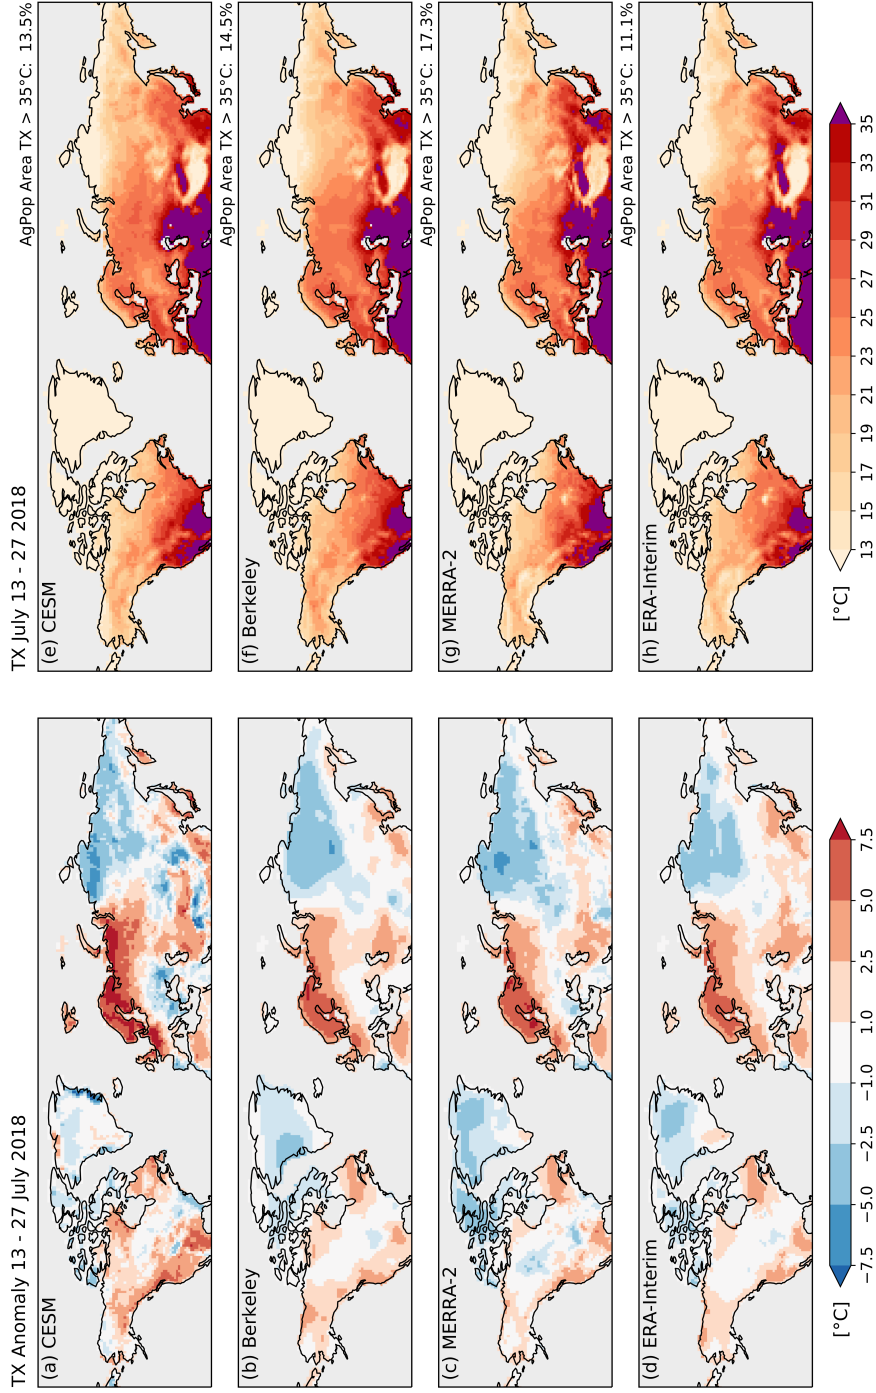 TX Anomaly 13 - 27 July 2018
(a) CESM
(b) Berkeley
(c) MERRA-2
(d) ERA-Interim
[°C]
−7.5 −5.0 −2.5 −1.0 1.0 2.5 5.0 7.5
TX July 13 - 27 2018
AgPop Area TX > 35°C: 13.5%
(e) CESM
AgPop Area TX > 35°C: 14.5%
(f) Berkeley
AgPop Area TX > 35°C: 17.3%
(g) MERRA-2
AgPop Area TX > 35°C: 11.1%
(h) ERA-Interim
[°C]
13 15 17 19 21 23 25 27 29 31 33 35